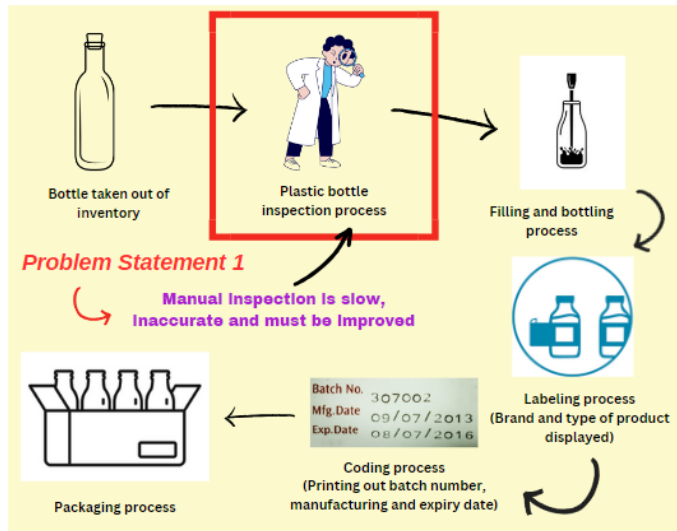 Bottle taken out of
inventory
Plastic bottle
inspection process
Filling and bottling
process
Problem Statement 1
Manual inspection is slow,
inaccurate and must be improved
Labeling process
(Brand and type of product
displayed)
Batch No. 307002
Mfg.Date 09/07/2013
Exp.Date 08/07/2016
Coding process
(Printing out batch number,
manufacturing and expiry date)
Packaging process